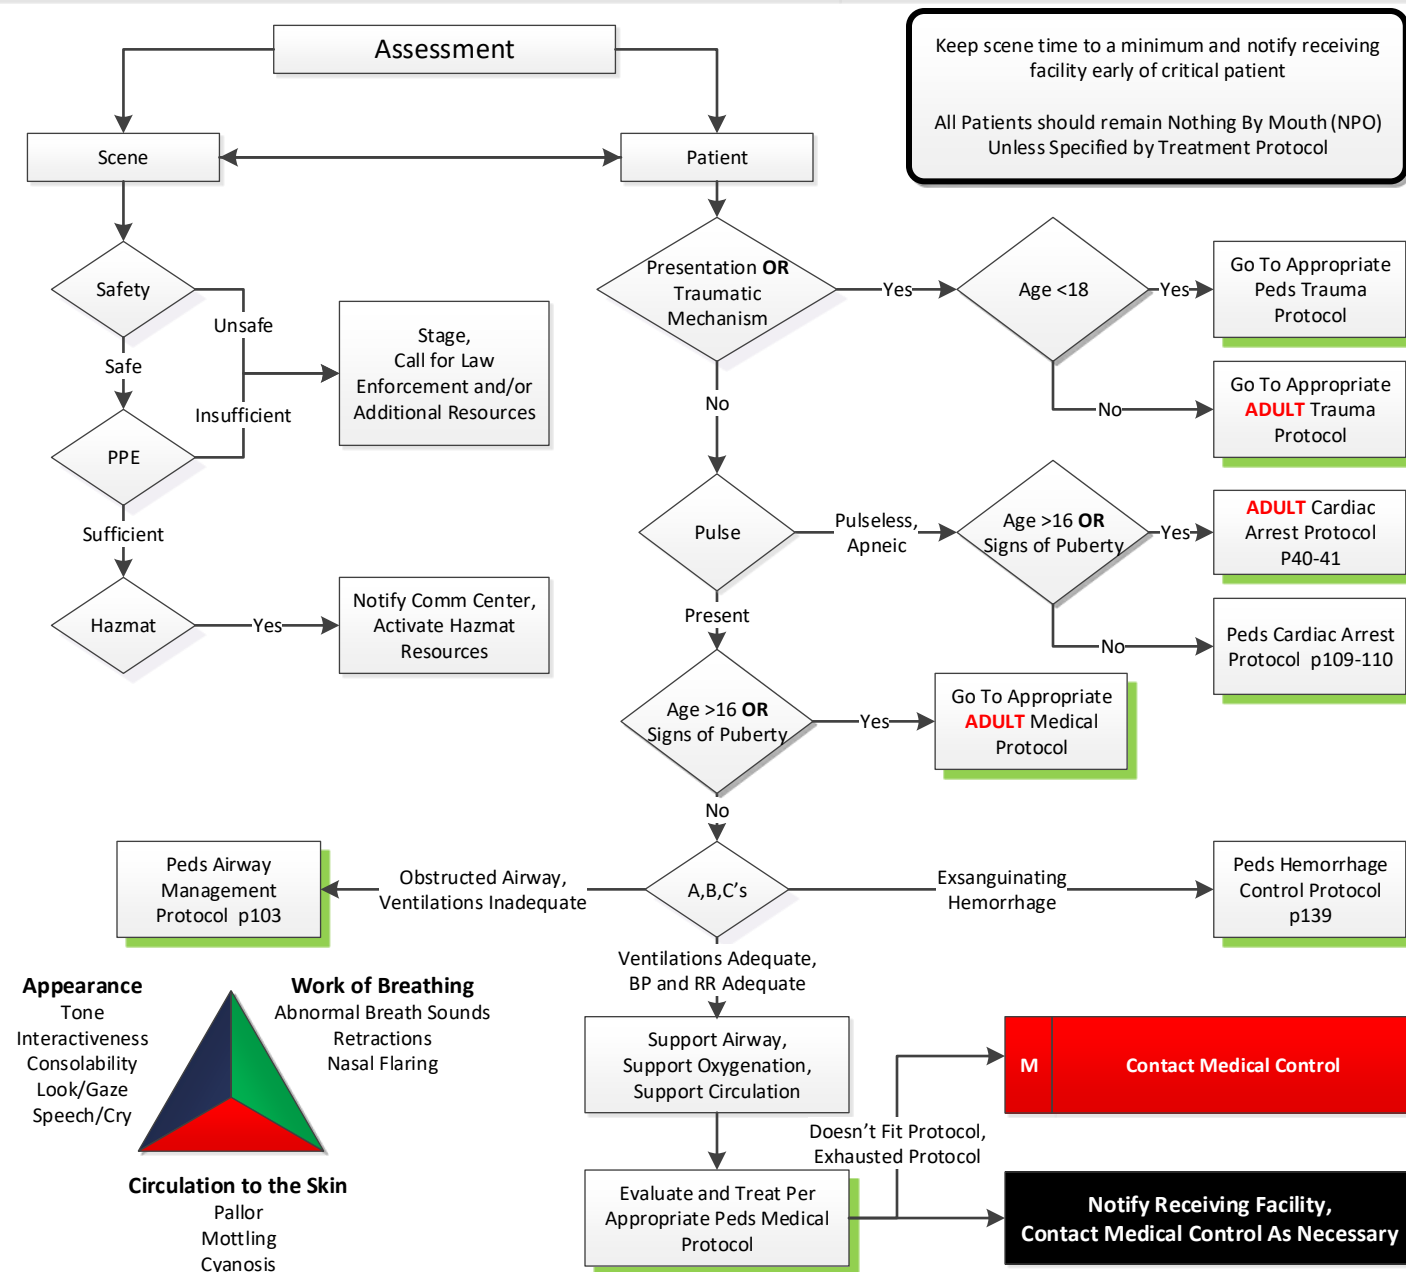 Assessment
Keep scene time to a minimum and notify receiving
facility early of critical patient
All Patients should remain Nothing By Mouth (NPO)
Unless Specified by Treatment Protocol
Scene
Patient
Safety
Unsafe
Safe
Stage,
Call for Law
Enforcement and/or
Additional Resources
Insufficient
PPE
Sufficient
Hazmat
Yes
Notify Comm Center,
Activate Hazmat
Resources
Presentation OR
Traumatic
Mechanism
Yes
Age <18
Yes
Go To Appropriate
Peds Trauma
Protocol
No
Go To Appropriate
ADULT Trauma
Protocol
No
Pulse
Pulseless,
Apneic
Age >16 OR
Signs of Puberty
Yes
ADULT Cardiac
Arrest Protocol
P40-41
No
Peds Cardiac Arrest
Protocol p109-110
Present
Age >16 OR
Signs of Puberty
Yes
Go To Appropriate
ADULT Medical
Protocol
No
A,B,C's
Obstructed Airway,
Ventilations Inadequate
Peds Airway
Management
Protocol p103
Exsanguinating
Hemorrhage
Peds Hemorrhage
Control Protocol
p139
Ventilations Adequate,
BP and RR Adequate
Support Airway,
Support Oxygenation,
Support Circulation
Evaluate and Treat Per
Appropriate Peds Medical
Protocol
Doesn't Fit Protocol,
Exhausted Protocol
M
Contact Medical Control
Notify Receiving Facility,
Contact Medical Control As Necessary
Appearance
Tone
Interactiveness
Consolability
Look/Gaze
Speech/Cry
Work of Breathing
Abnormal Breath Sounds
Retractions
Nasal Flaring
Circulation to the Skin
Pallor
Mottling
Cyanosis